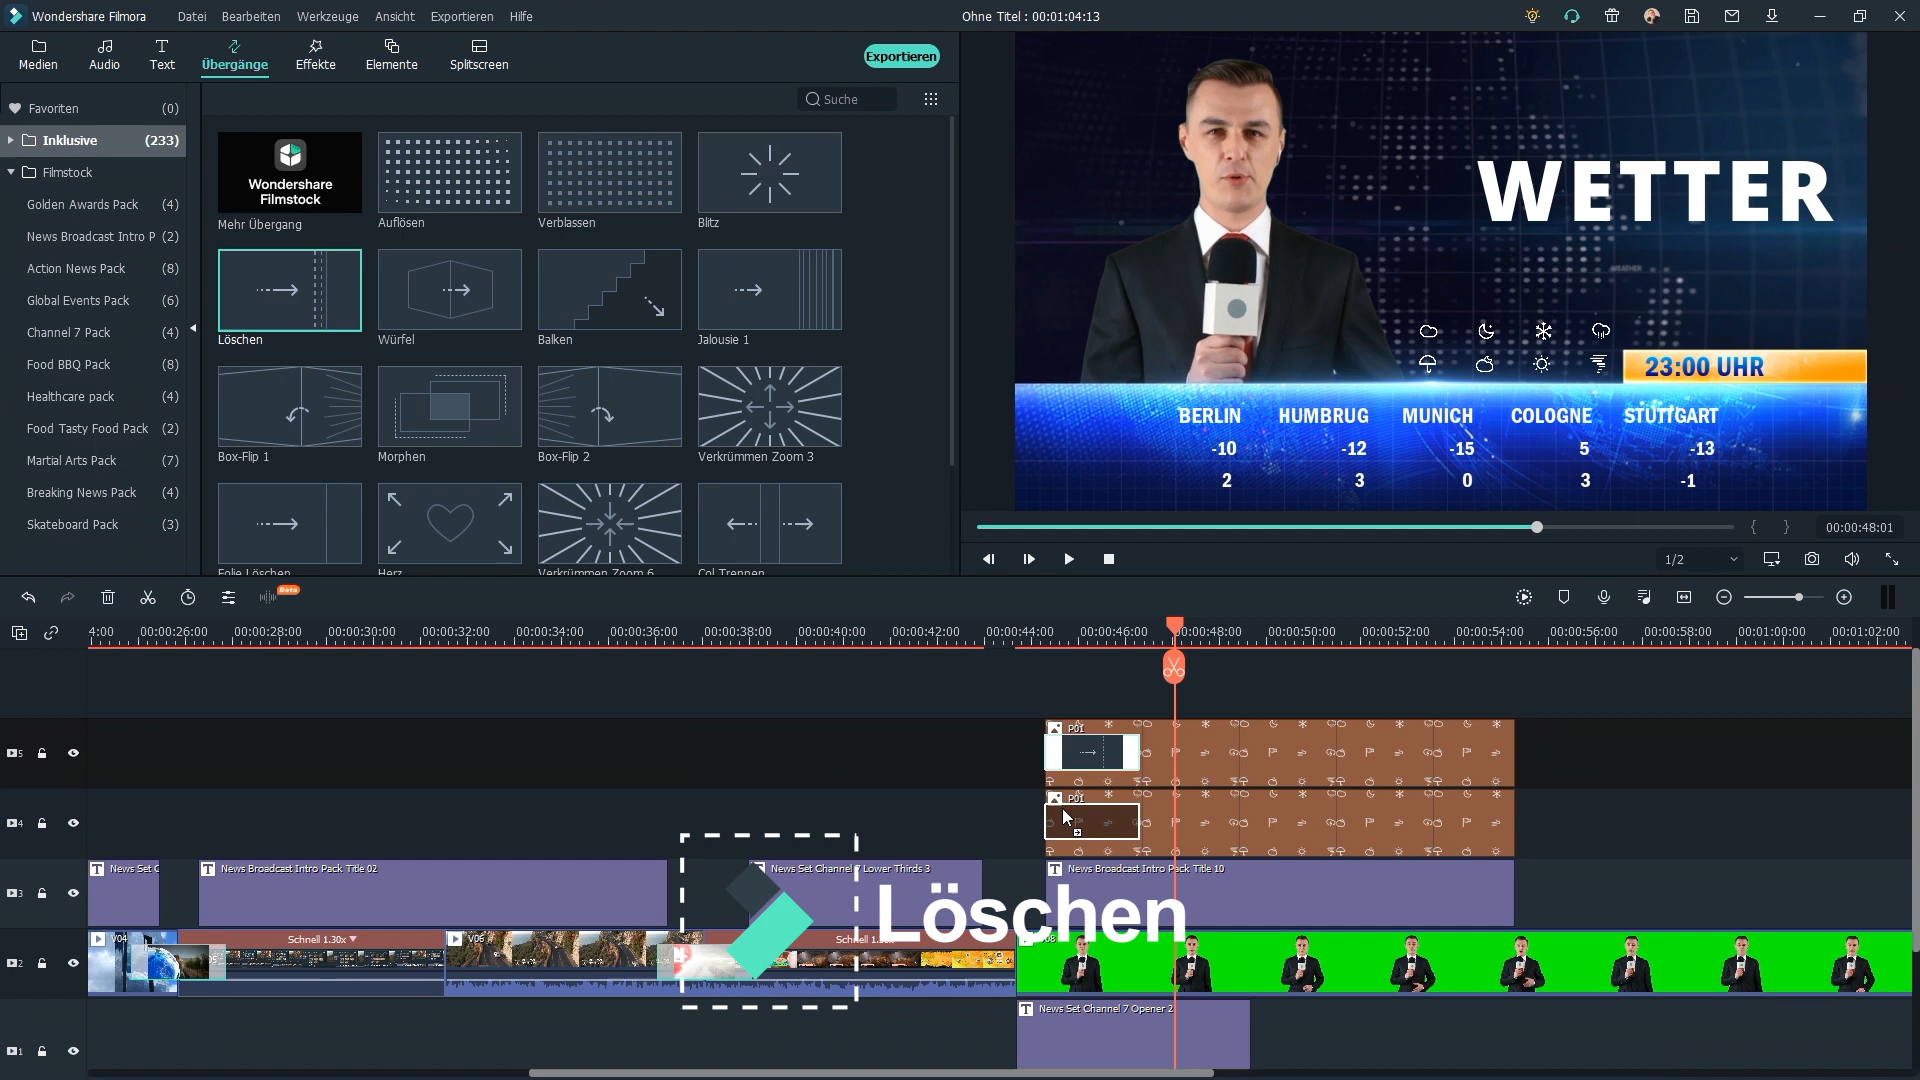 Wondershare Filmora
Datei
Bearbeiten
Werkzeuge
Ansicht
Exportieren
Hilfe
Ohne Titel : 00:01:04:13
Medien
Audio
Text
Übergänge
Effekte
Elemente
Splitscreen
Exportieren
Suche
Favoriten (0)
Inklusive (233)
Filmstock
Golden Awards Pack (4)
News Broadcast Intro P (2)
Action News Pack (8)
Global Events Pack (6)
Channel 7 Pack (4)
Food BBQ Pack (8)
Healthcare pack (4)
Food Tasty Food Pack (2)
Martial Arts Pack (7)
Breaking News Pack (4)
Skateboard Pack (3)
Wondershare
Filmstock
Mehr Übergang
Auflösen
Verblassen
Blitz
Löschen
Würfel
Balken
Jalousie 1
Box-Flip 1
Morphen
Box-Flip 2
Verkrümmen Zoom 3
Folie Löschen
Herz
Verkrümmen Zoom 6
Col Trennen
WETTER
WEATHER
23:00 UHR
BERLIN HUMBRUG MUNICH COLOGNE STUTTGART
-10 -12 -15 5 -13
2 3 0 3 -1
{ }
00:00:48:01
1/2
Beta
4:00 00:00:26:00 00:00:28:00 00:00:30:00 00:00:32:00 00:00:34:00 00:00:36:00 00:00:38:00 00:00:40:00 00:00:42:00 00:00:44:00 00:00:46:00 00:00:48:00 00:00:50:00 00:00:52:00 00:00:54:00 00:00:56:00 00:00:58:00 00:01:00:00 00:01:02:00
5
P01
4
P01
3
T News Set C
T News Broadcast Intro Pack Title 02
News Set Channel 7 Lower Thirds 3
T News Broadcast Intro Pack Title 10
Löschen
2
V04
Schnell 1.30x
V06
Schnell 1.
1
T News Set Channel 7 Opener 2